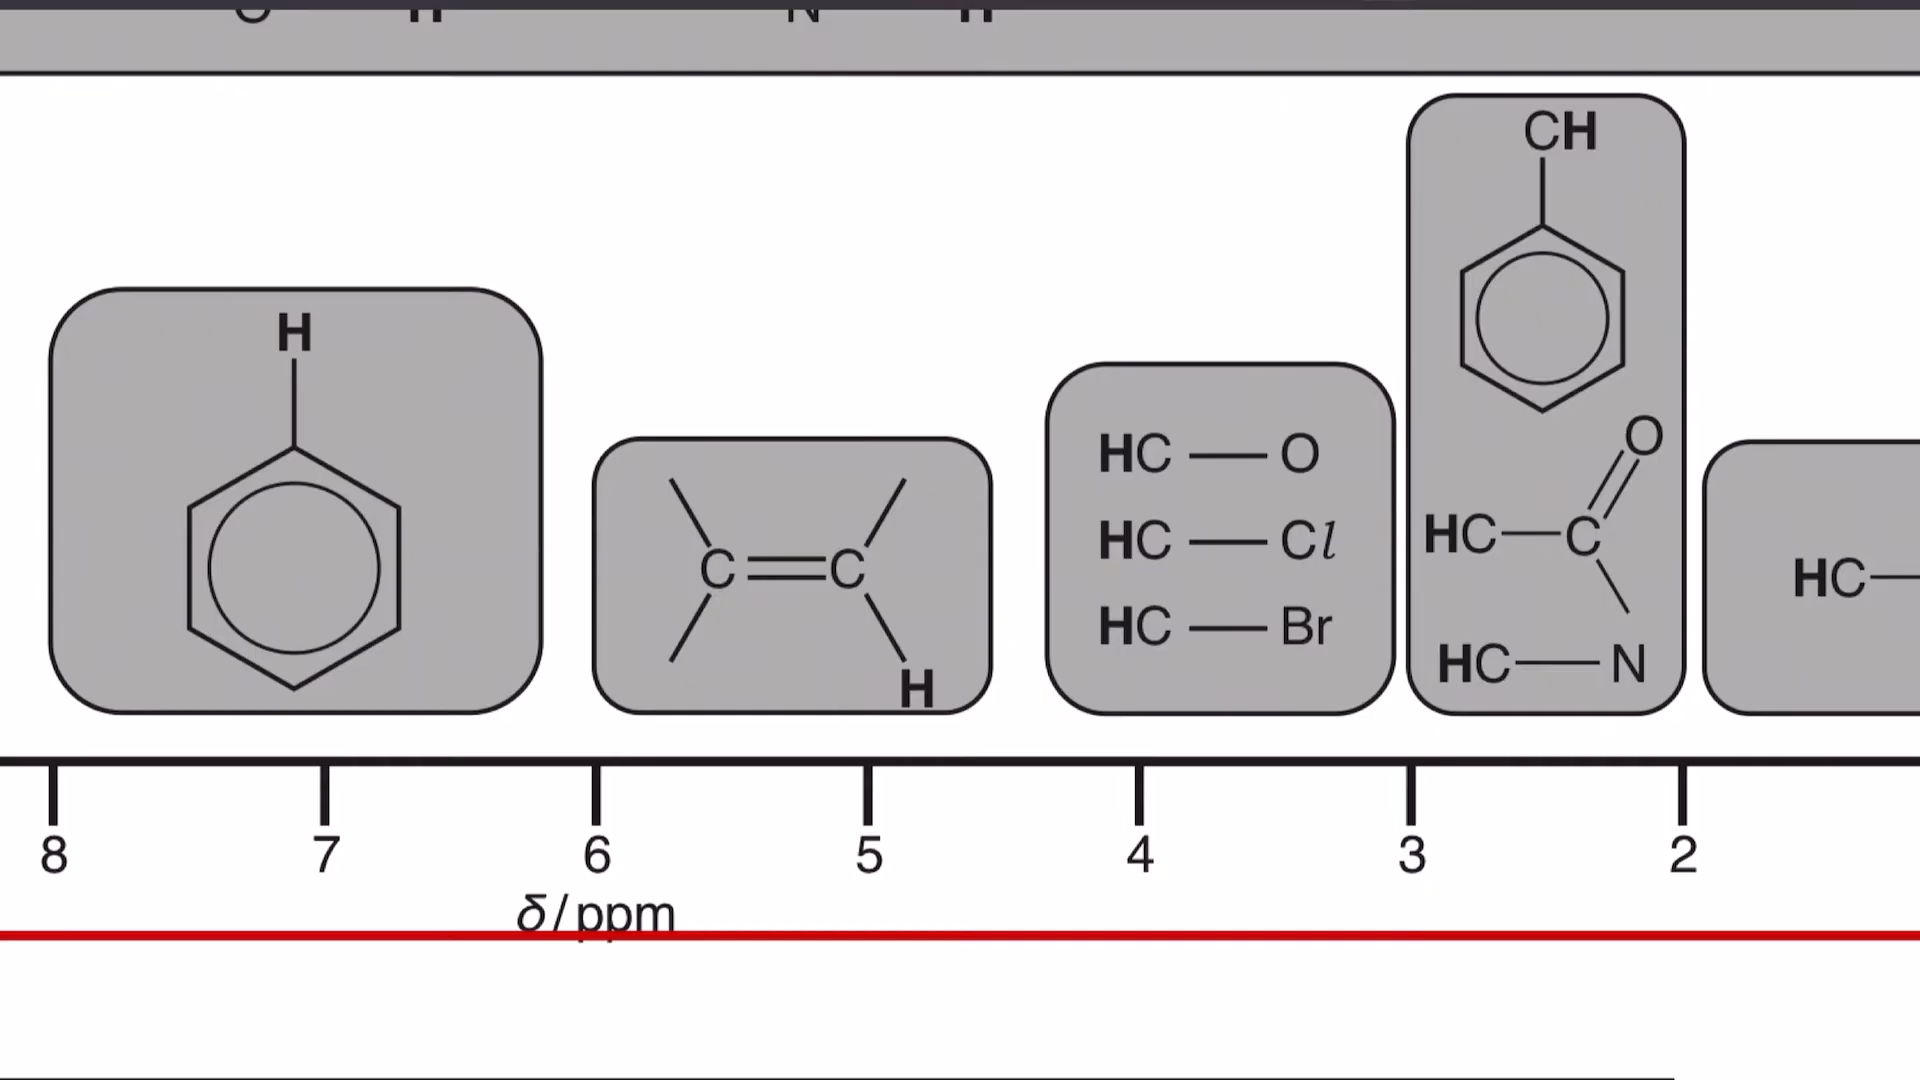 H
C C
H
HC O
HC Cl
HC Br
CH
O
HC C
HC N
HC
8 7 6 5 4 3 2
δ/ppm